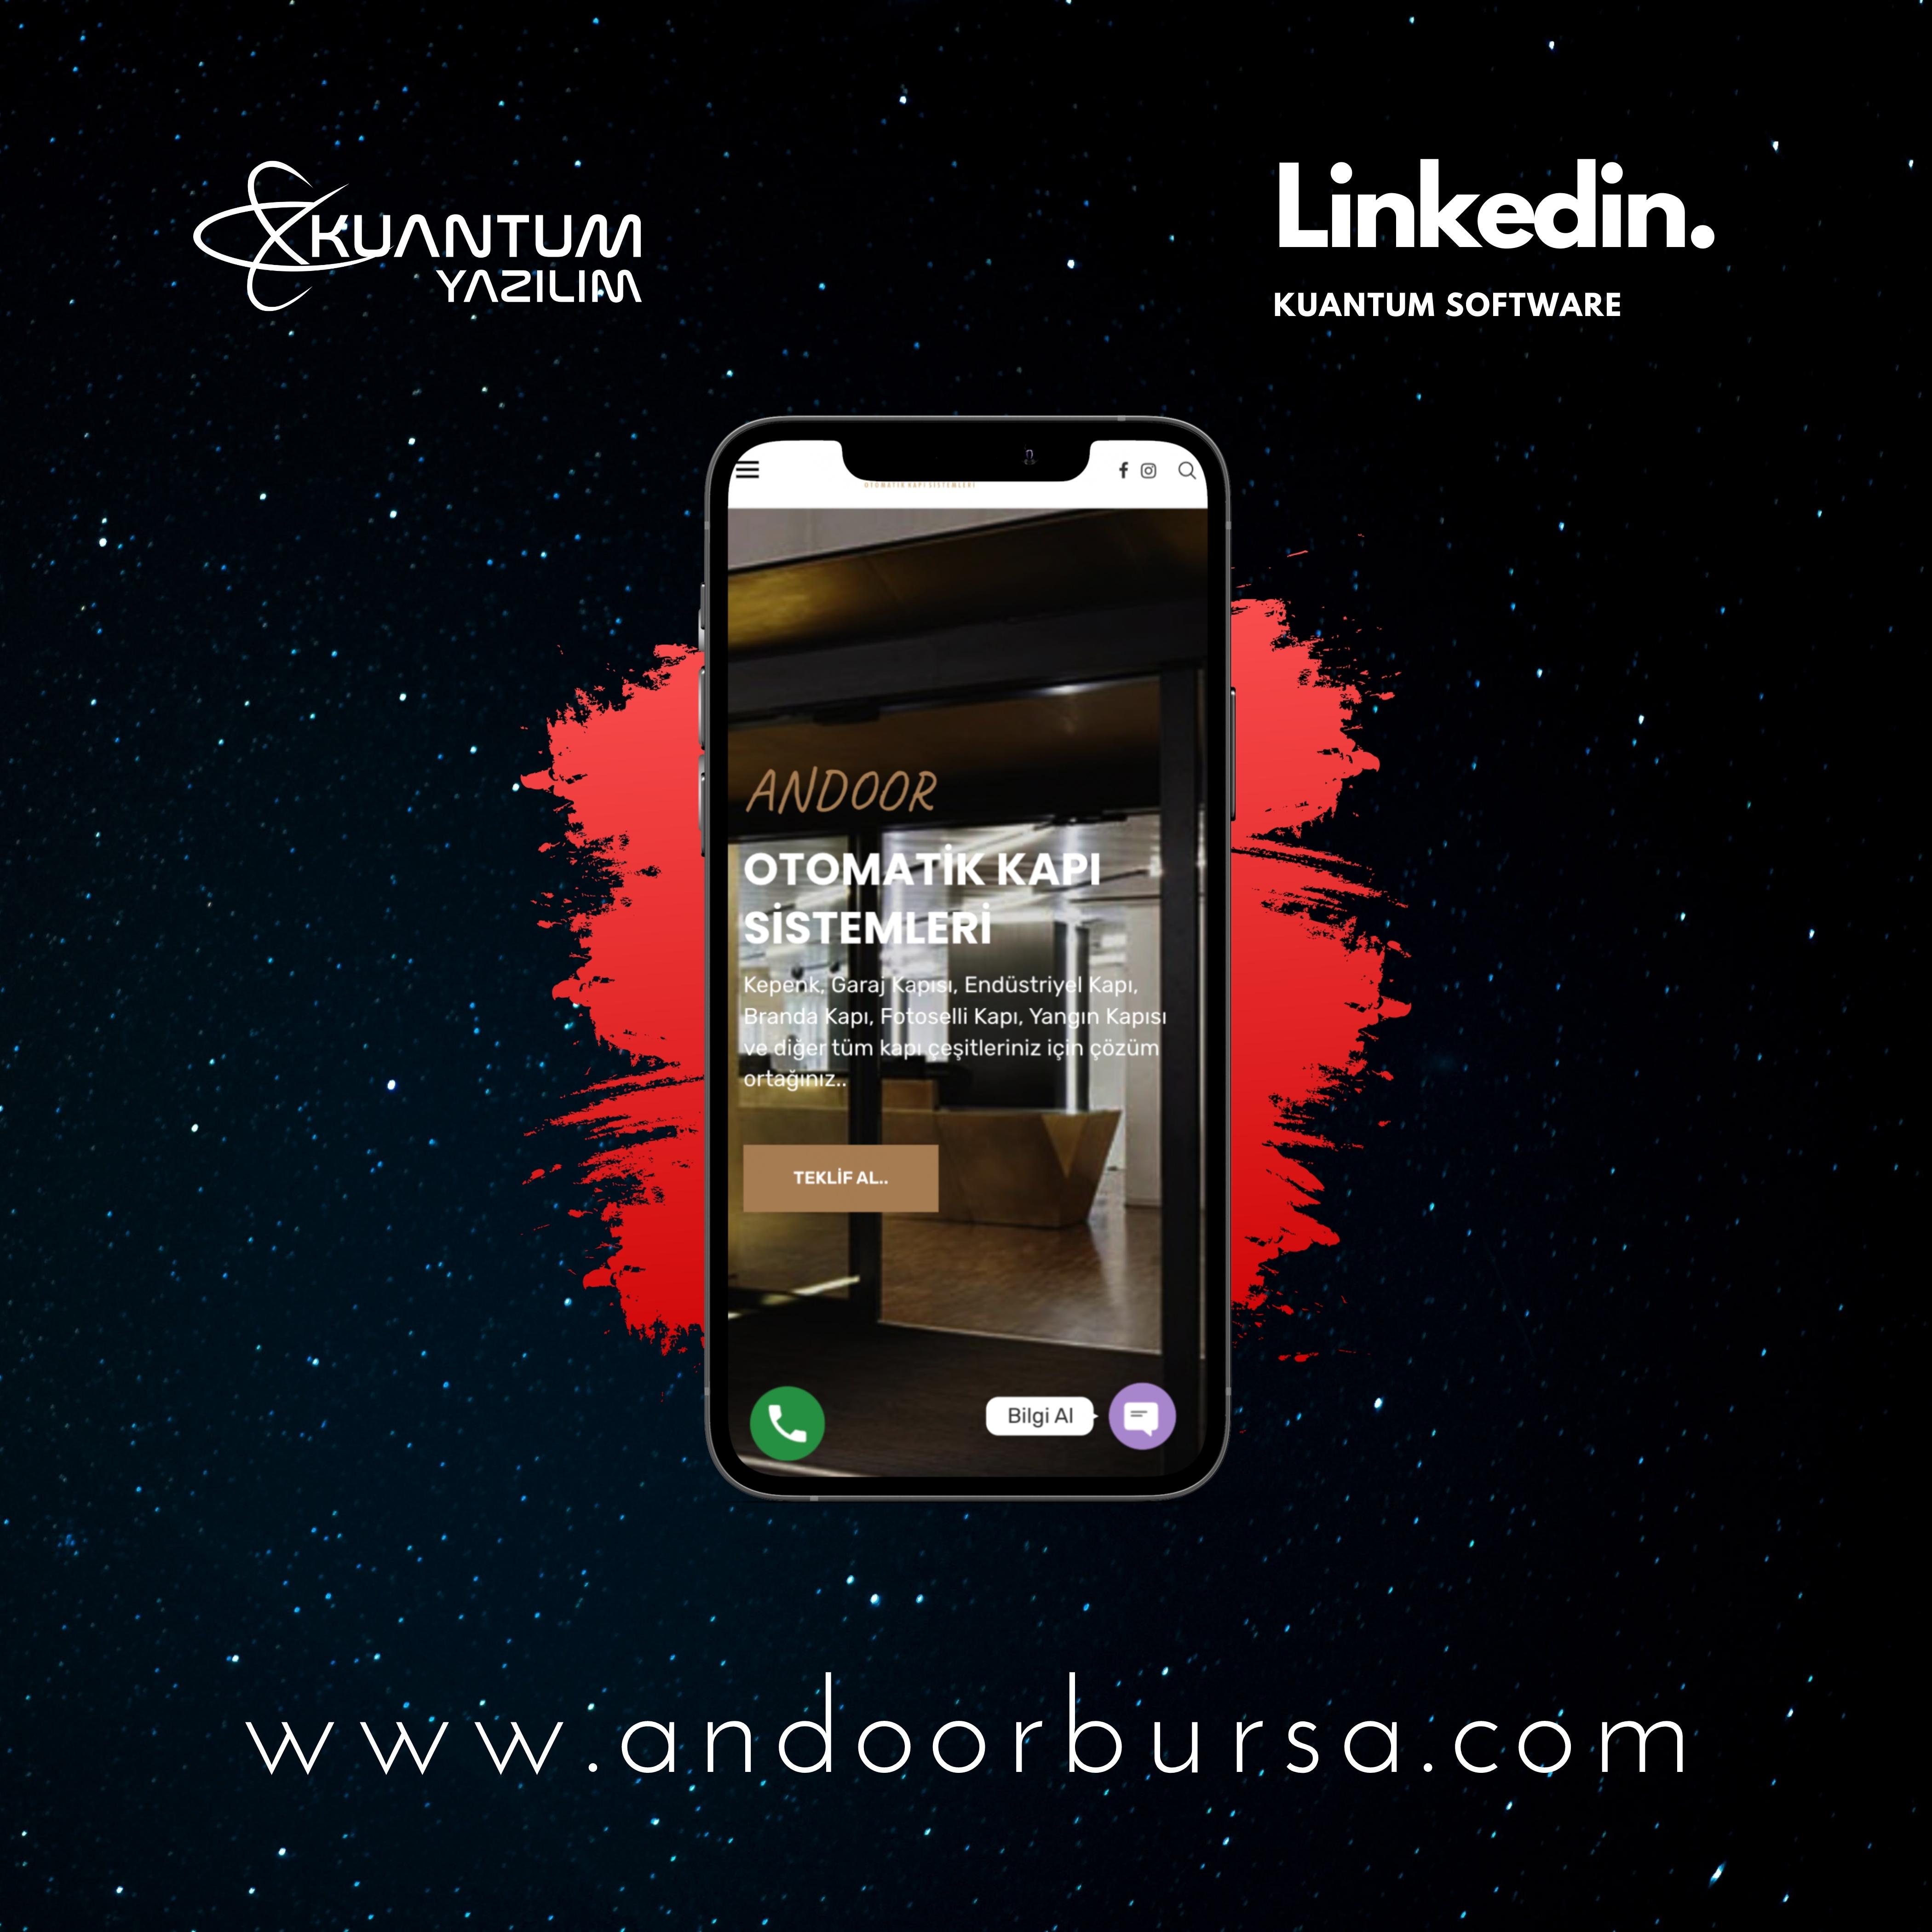 KUANTUM
YAZILIM
Linkedin.
KUANTUM SOFTWARE
OTOMATİK KAPI SİSTEMLERİ
ANDOOR
OTOMATİK KAPI
SİSTEMLERİ
Kepenk, Garaj Kapısı, Endüstriyel Kapı,
Branda Kapı, Fotoselli Kapı, Yangın Kapısı
ve diğer tüm kapı çeşitleriniz için çözüm
ortağınız..
TEKLİF AL..
Bilgi Al
www.andoorbursa.com